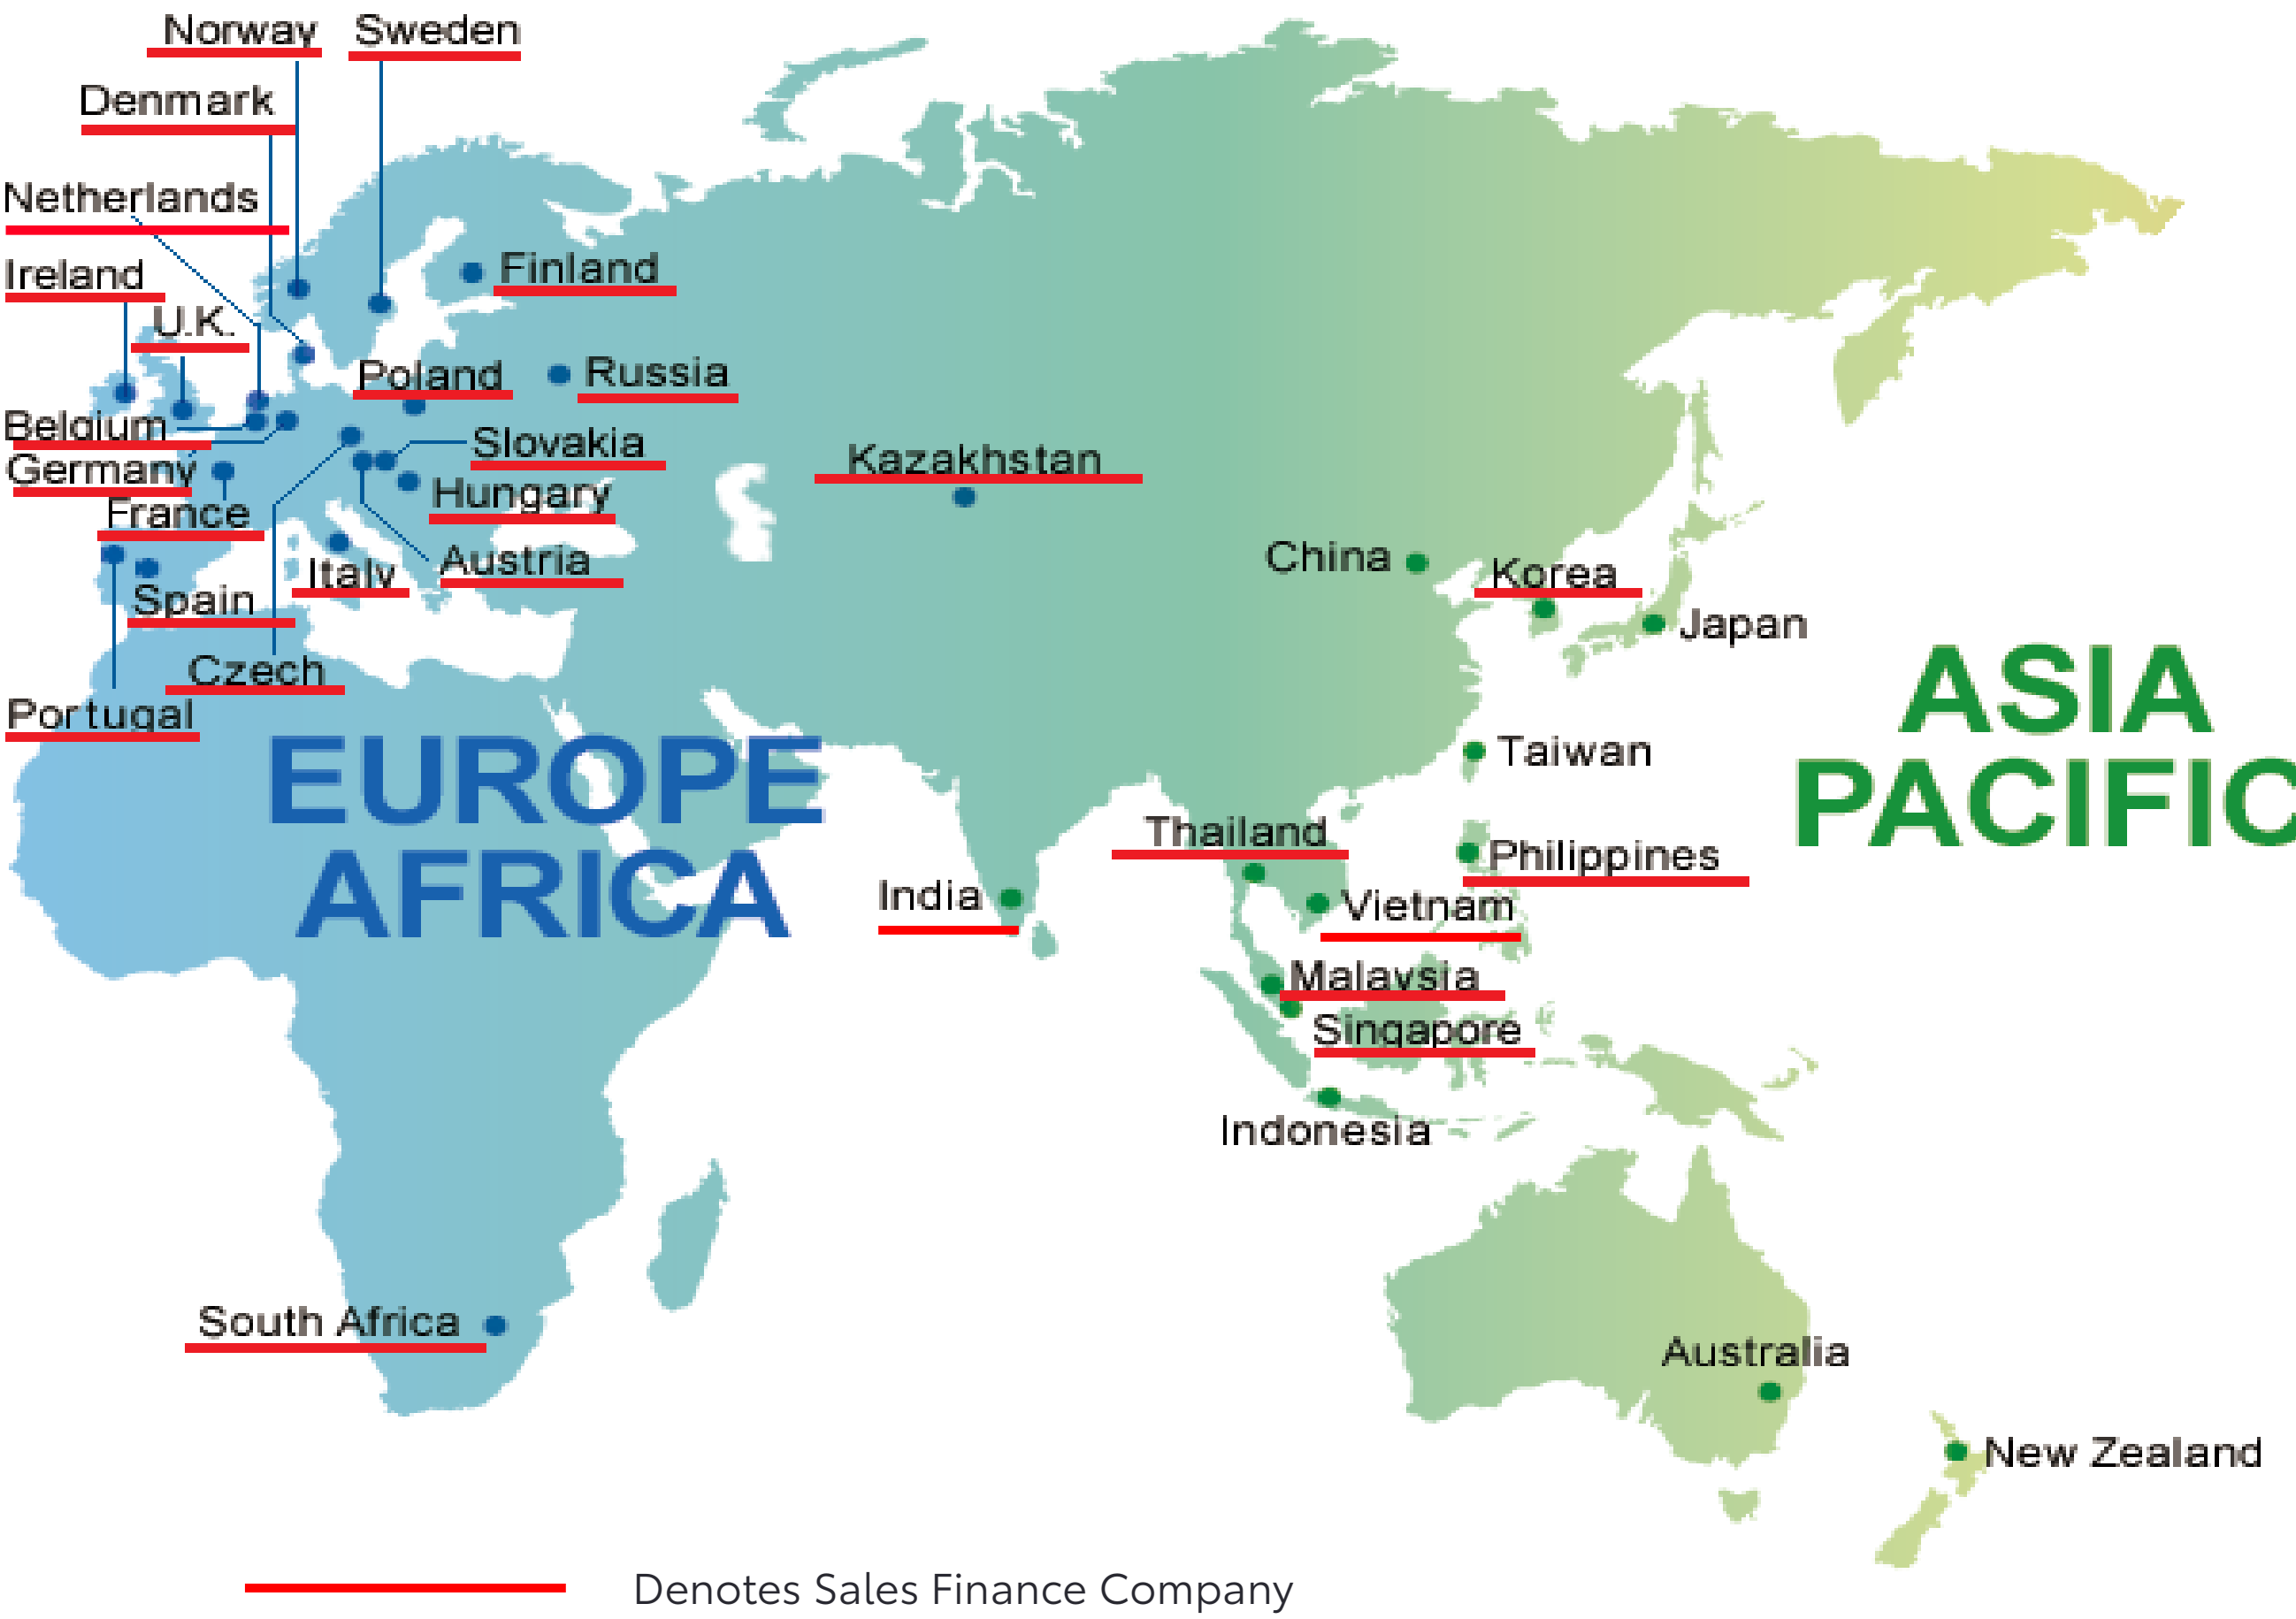 Norway
Sweden
Denmark
Netherlands
Ireland
Finland
U.K.
Poland
Russia
Belgium
Slovakia
Germany
Kazakhstan
Hungary
France
China
Korea
Austria
Italy
Spain
Japan
Czech
Portugal
ASIA
PACIFIC
EUROPE
AFRICA
Taiwan
Thailand
Philippines
India
Vietnam
Malaysia
Singapore
Indonesia
South Africa
Australia
New Zealand
Denotes Sales Finance Company